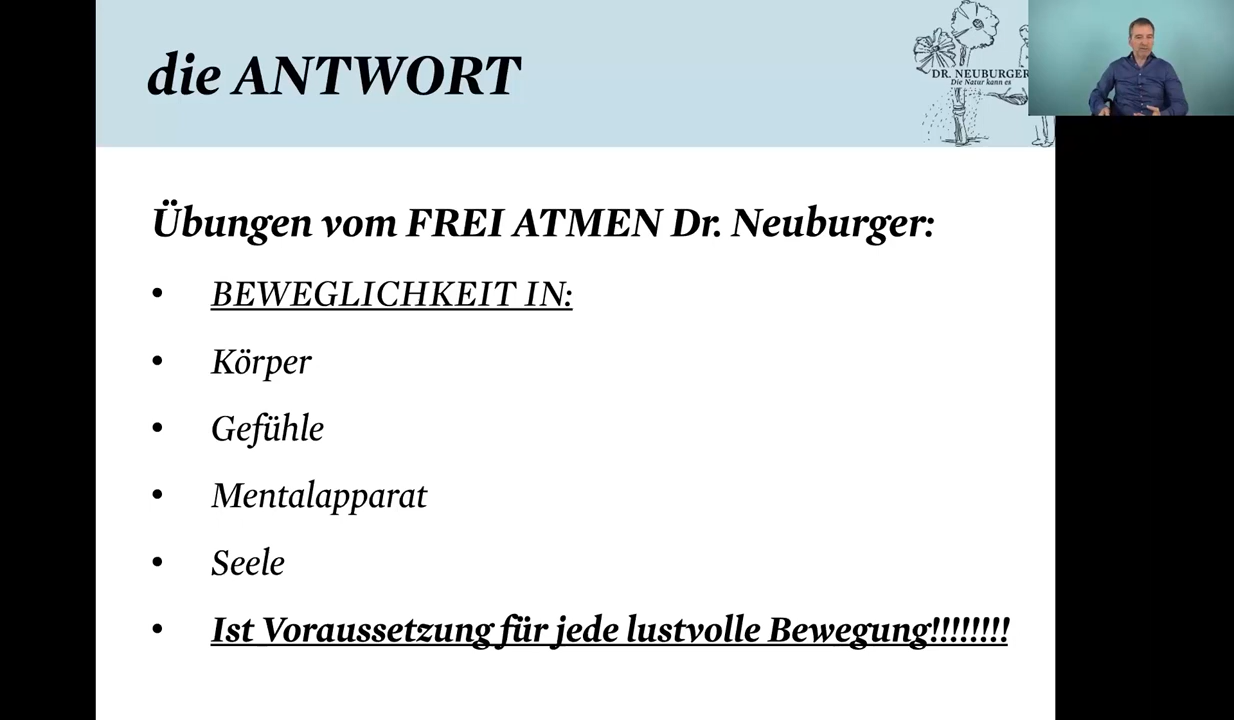 die ANTWORT
DR. NEUBURGER
Die Natur kann es
Übungen vom FREI ATMEN Dr. Neuburger:
• BEWEGLICHKEIT IN:
• Körper
• Gefühle
• Mentalapparat
• Seele
• Ist Voraussetzung für jede lustvolle Bewegung!!!!!!!!